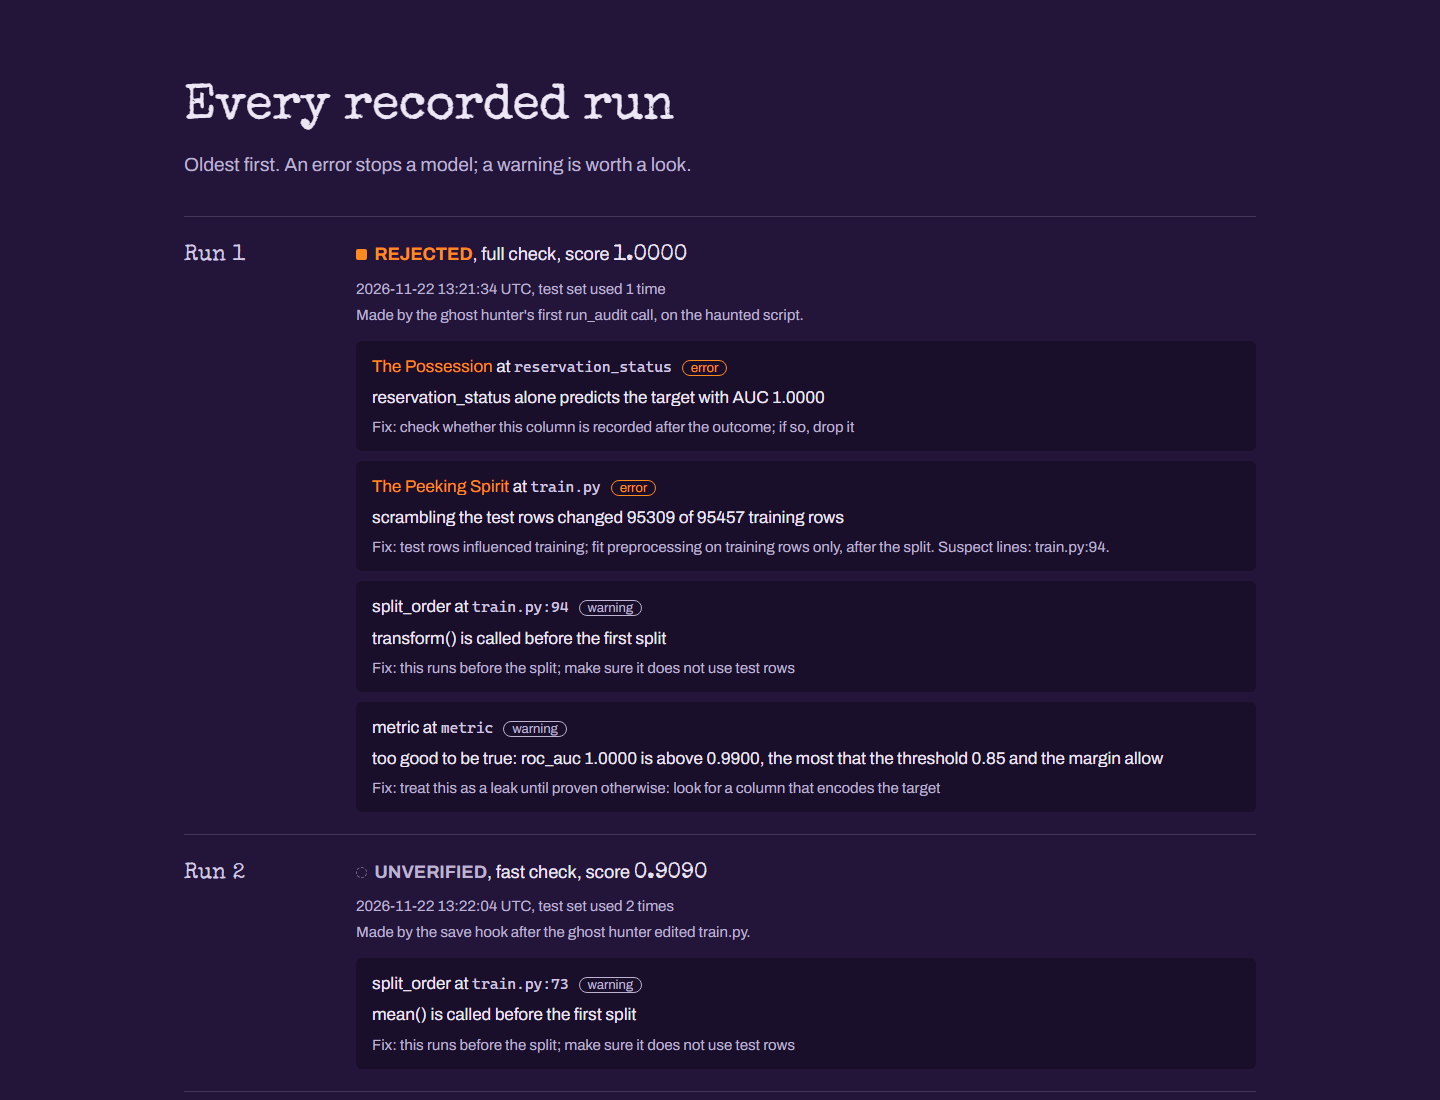 Every recorded run
Oldest first. An error stops a model; a warning is worth a look.
Run 1
REJECTED, full check, score 1.0000
2026-11-22 13:21:34 UTC, test set used 1 time
Made by the ghost hunter's first run_audit call, on the haunted script.
The Possession at reservation_status error
reservation_status alone predicts the target with AUC 1.0000
Fix: check whether this column is recorded after the outcome; if so, drop it
The Peeking Spirit at train.py error
scrambling the test rows changed 95309 of 95457 training rows
Fix: test rows influenced training; fit preprocessing on training rows only, after the split. Suspect lines: train.py:94.
split_order at train.py:94 warning
transform() is called before the first split
Fix: this runs before the split; make sure it does not use test rows
metric at metric warning
too good to be true: roc_auc 1.0000 is above 0.9900, the most that the threshold 0.85 and the margin allow
Fix: treat this as a leak until proven otherwise: look for a column that encodes the target
Run 2
UNVERIFIED, fast check, score 0.9090
2026-11-22 13:22:04 UTC, test set used 2 times
Made by the save hook after the ghost hunter edited train.py.
split_order at train.py:73 warning
mean() is called before the first split
Fix: this runs before the split; make sure it does not use test rows